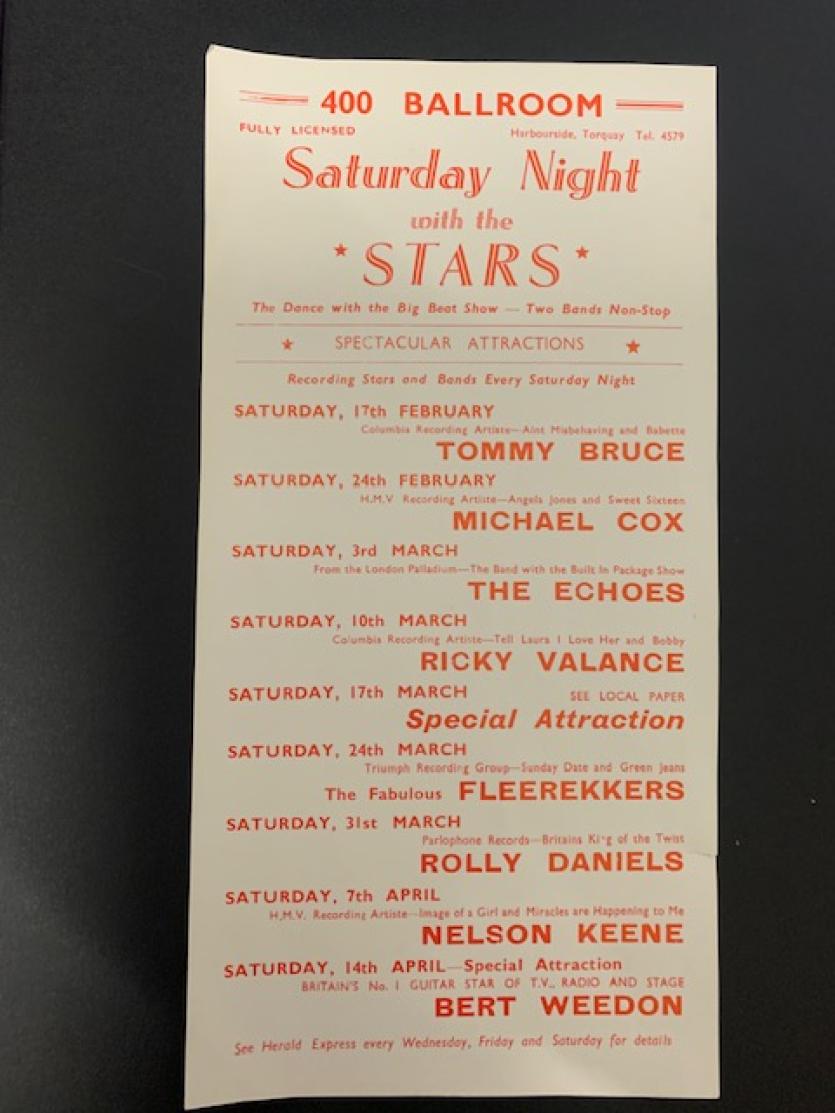 400 BALLROOM
FULLY LICENSED
Harbourside, Torquay Tel. 4579
Saturday Night
with the
★ STARS ★
The Dance with the Big Beat Show — Two Bands Non-Stop
★ SPECTACULAR ATTRACTIONS ★
Recording Stars and Bands Every Saturday Night
SATURDAY, 17th FEBRUARY
Columbia Recording Artiste—Aint Misbehaving and Babette
TOMMY BRUCE
SATURDAY, 24th FEBRUARY
H.M.V Recording Artiste—Angela Jones and Sweet Sixteen
MICHAEL COX
SATURDAY, 3rd MARCH
From the London Palladium—The Band with the Built In Package Show
THE ECHOES
SATURDAY, 10th MARCH
Columbia Recording Artiste—Tell Laura I Love Her and Bobby
RICKY VALANCE
SATURDAY, 17th MARCH SEE LOCAL PAPER
Special Attraction
SATURDAY, 24th MARCH
Triumph Recording Group—Sunday Date and Green Jeans
The Fabulous FLEEREKKERS
SATURDAY, 31st MARCH
Parlophone Records—Britains King of the Twist
ROLLY DANIELS
SATURDAY, 7th APRIL
H.M.V. Recording Artiste—Image of a Girl and Miracles are Happening to Me
NELSON KEENE
SATURDAY, 14th APRIL—Special Attraction
BRITAIN'S No. 1 GUITAR STAR OF T.V., RADIO AND STAGE
BERT WEEDON
See Herald Express every Wednesday, Friday and Saturday for details